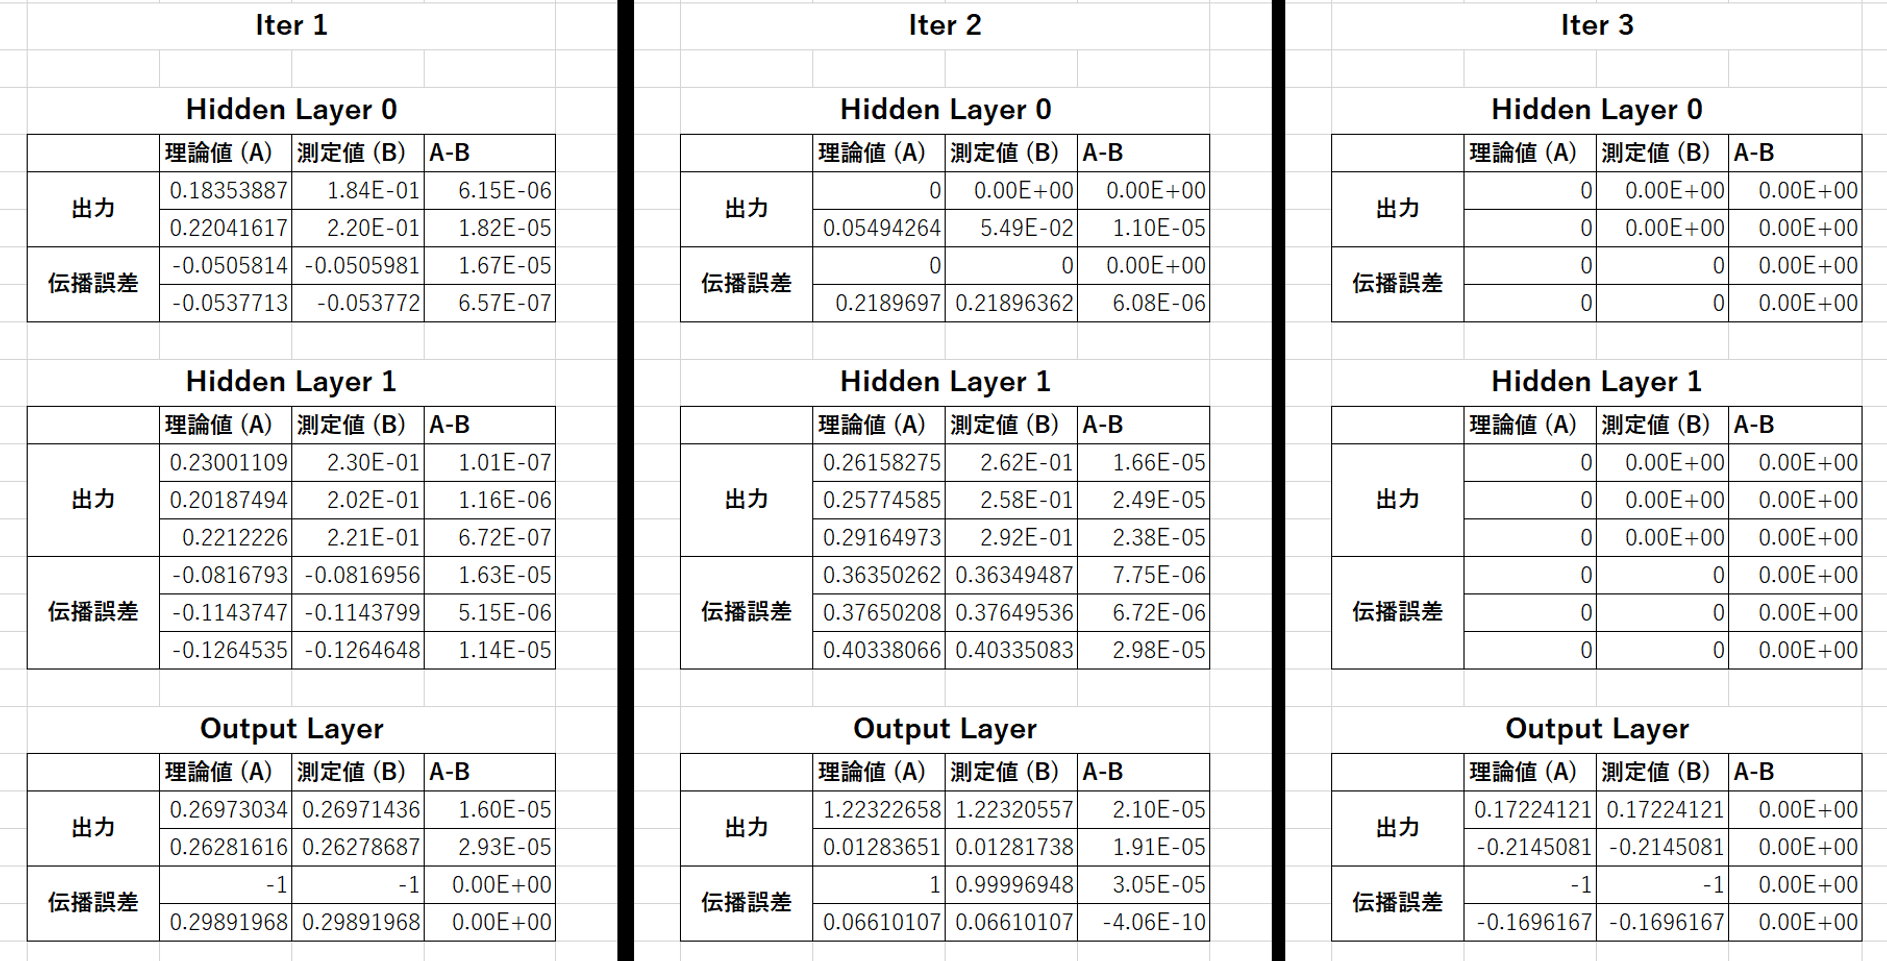 Iter 1
Hidden Layer 0
理論値 (A) 測定値 (B) A-B
出力 0.18353887 1.84E-01 6.15E-06
0.22041617 2.20E-01 1.82E-05
伝播誤差 -0.0505814 -0.0505981 1.67E-05
-0.0537713 -0.053772 6.57E-07
Hidden Layer 1
理論値 (A) 測定値 (B) A-B
出力 0.23001109 2.30E-01 1.01E-07
0.20187494 2.02E-01 1.16E-06
0.2212226 2.21E-01 6.72E-07
伝播誤差 -0.0816793 -0.0816956 1.63E-05
-0.1143747 -0.1143799 5.15E-06
-0.1264535 -0.1264648 1.14E-05
Output Layer
理論値 (A) 測定値 (B) A-B
出力 0.26973034 0.26971436 1.60E-05
0.26281616 0.26278687 2.93E-05
伝播誤差 -1 -1 0.00E+00
0.29891968 0.29891968 0.00E+00
Iter 2
Hidden Layer 0
理論値 (A) 測定値 (B) A-B
出力 0 0.00E+00 0.00E+00
0.05494264 5.49E-02 1.10E-05
伝播誤差 0 0 0.00E+00
0.2189697 0.21896362 6.08E-06
Hidden Layer 1
理論値 (A) 測定値 (B) A-B
出力 0.26158275 2.62E-01 1.66E-05
0.25774585 2.58E-01 2.49E-05
0.29164973 2.92E-01 2.38E-05
伝播誤差 0.36350262 0.36349487 7.75E-06
0.37650208 0.37649536 6.72E-06
0.40338066 0.40335083 2.98E-05
Output Layer
理論値 (A) 測定値 (B) A-B
出力 1.22322658 1.22320557 2.10E-05
0.01283651 0.01281738 1.91E-05
伝播誤差 1 0.99996948 3.05E-05
0.06610107 0.06610107 -4.06E-10
Iter 3
Hidden Layer 0
理論値 (A) 測定値 (B) A-B
出力 0 0.00E+00 0.00E+00
0 0.00E+00 0.00E+00
伝播誤差 0 0 0.00E+00
0 0 0.00E+00
Hidden Layer 1
理論値 (A) 測定値 (B) A-B
出力 0 0.00E+00 0.00E+00
0 0.00E+00 0.00E+00
0 0.00E+00 0.00E+00
伝播誤差 0 0 0.00E+00
0 0 0.00E+00
0 0 0.00E+00
Output Layer
理論値 (A) 測定値 (B) A-B
出力 0.17224121 0.17224121 0.00E+00
-0.2145081 -0.2145081 0.00E+00
伝播誤差 -1 -1 0.00E+00
-0.1696167 -0.1696167 0.00E+00